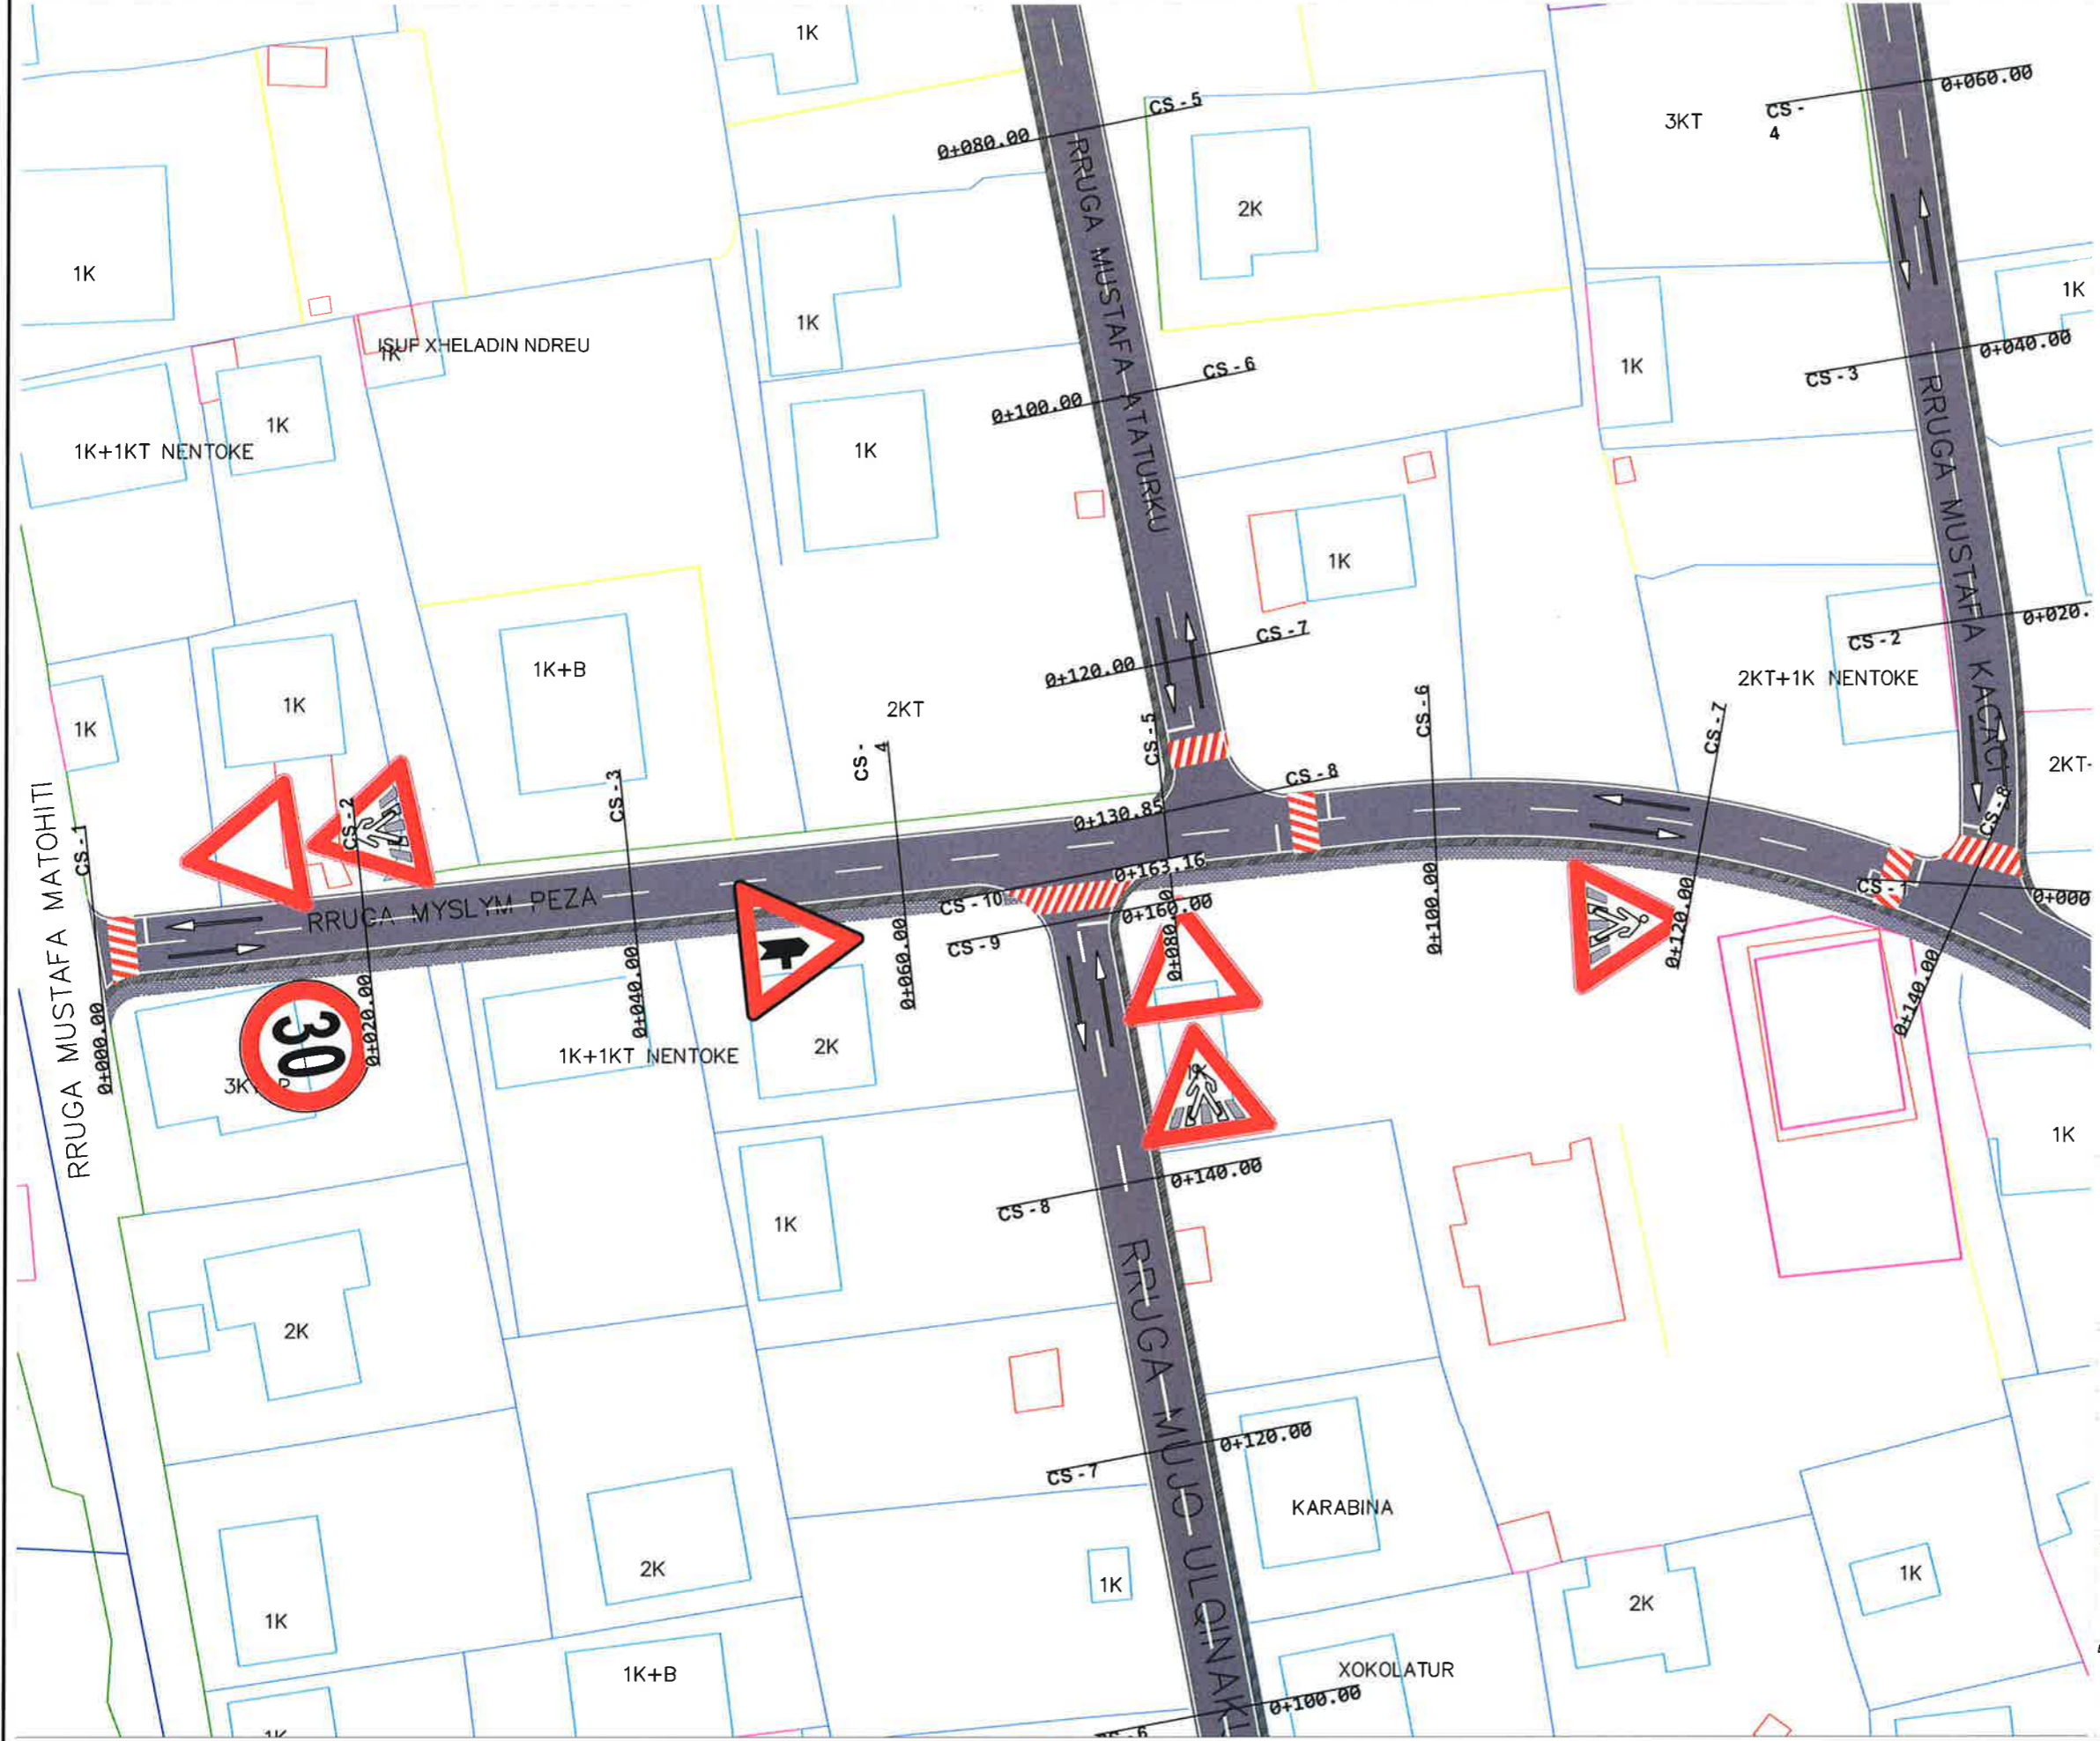 1K
CS-5
0+080.00
RRUGA MUSTAFA ATATURKU
2K
3KT
CS-
4
0+060.00
1K
1K
ISUF XHELADIN NDREU
1K
1K+1KT NENTOKE
1K
1K
CS-6
0+100.00
1K
1K
CS-3
0+040.00
RRUGA MUSTAFA KACACI
1K
1K
CS-7
0+120.00
CS-2
0+020.
2KT+1K NENTOKE
1K
1K
1K+B
2KT
2KT-
RRUGA MUSTAFA MATOHITI
CS-1
0+000.00
CS-2
0+020.00
CS-3
0+040.00
CS-
4
0+060.00
CS-5
0+080.00
CS-6
0+100.00
CS-7
0+120.00
CS-8
0+140.00
CS-8
0+130.85
0+163.16
CS-10
0+160.00
CS-9
CS-1
0+000
RRUGA MYSLYM PEZA
30
1K+1KT NENTOKE
2K
1K
1K
CS-8
0+140.00
RRUGA MUJO ULQINAKU
1K
2K
CS-7
0+120.00
KARABINA
2K
1K
1K
1K
2K
1K+B
XOKOLATUR
0+100.00
1K